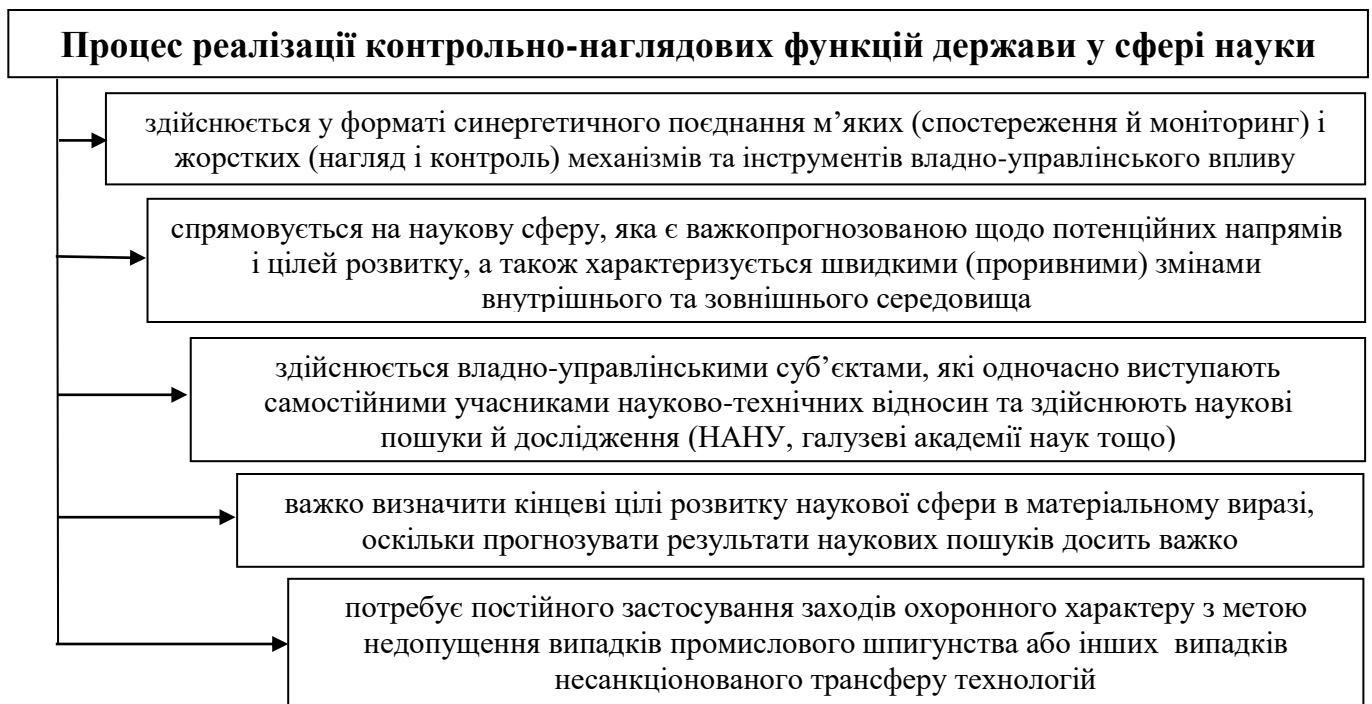 Процес реалізації контрольно-наглядових функцій держави у сфері науки
здійснюється у форматі синергетичного поєднання м’яких (спостереження й моніторинг) і
жорстких (нагляд і контроль) механізмів та інструментів владно-управлінського впливу
спрямовується на наукову сферу, яка є важкопрогнозованою щодо потенційних напрямів
і цілей розвитку, а також характеризується швидкими (проривними) змінами
внутрішнього та зовнішнього середовища
здійснюється владно-управлінськими суб’єктами, які одночасно виступають
самостійними учасниками науково-технічних відносин та здійснюють наукові
пошуки й дослідження (НАНУ, галузеві академії наук тощо)
важко визначити кінцеві цілі розвитку наукової сфери в матеріальному виразі,
оскільки прогнозувати результати наукових пошуків досить важко
потребує постійного застосування заходів охоронного характеру з метою
недопущення випадків промислового шпигунства або інших випадків
несанкціонованого трансферу технологій